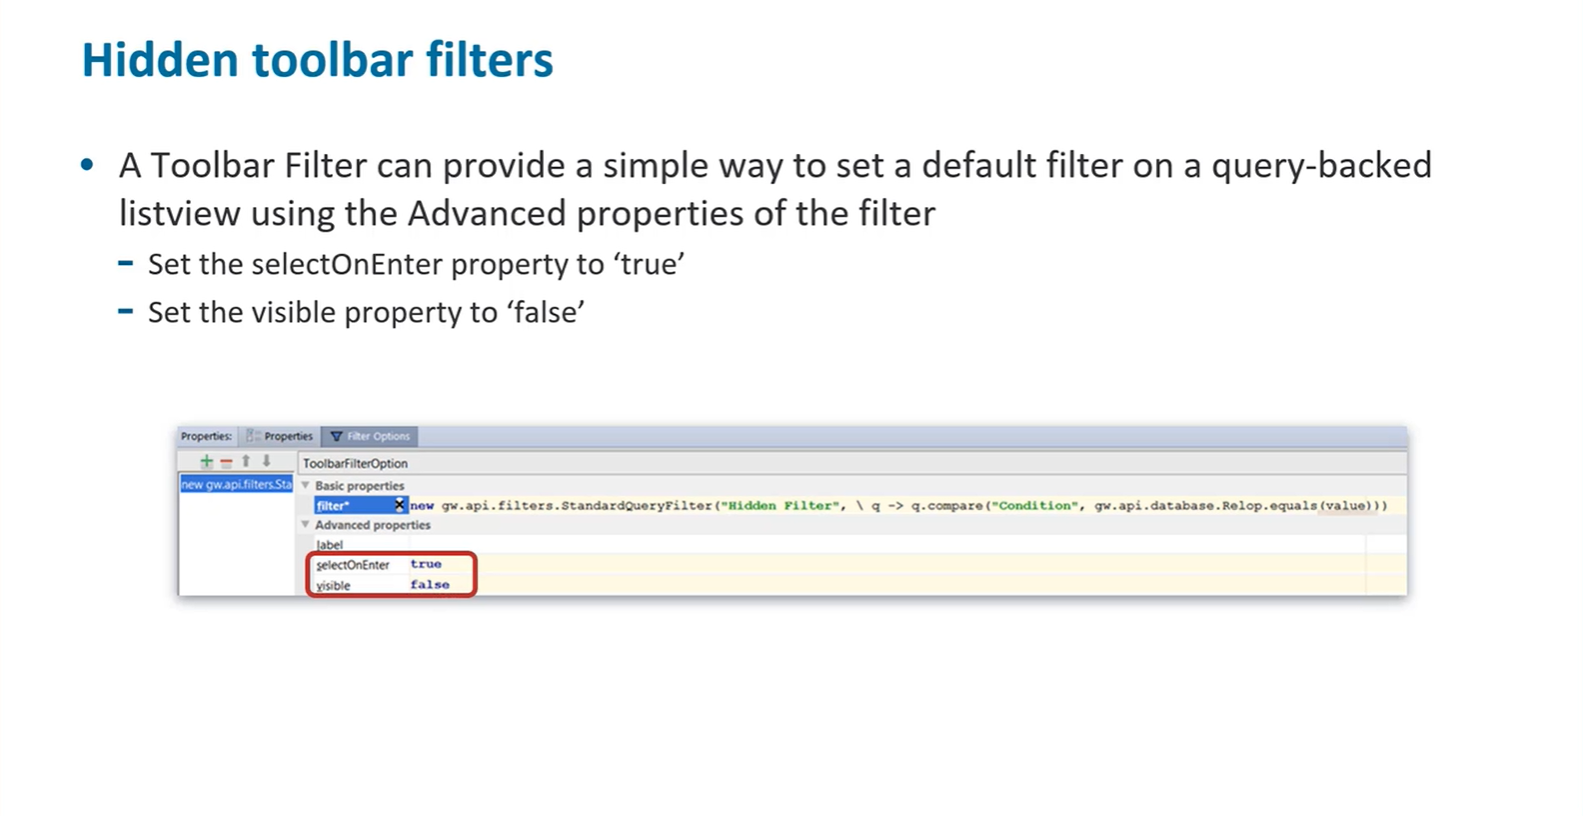 Hidden toolbar filters
• A Toolbar Filter can provide a simple way to set a default filter on a query-backed
listview using the Advanced properties of the filter
– Set the selectOnEnter property to ‘true’
– Set the visible property to ‘false’
Properties: Properties Filter Options
ToolbarFilterOption
new gw.api.filters.Sta
Basic properties
filter* new gw.api.filters.StandardQueryFilter("Hidden Filter", \ q -> q.compare("Condition", gw.api.database.Relop.equals(value)))
Advanced properties
label
selectOnEnter true
visible false